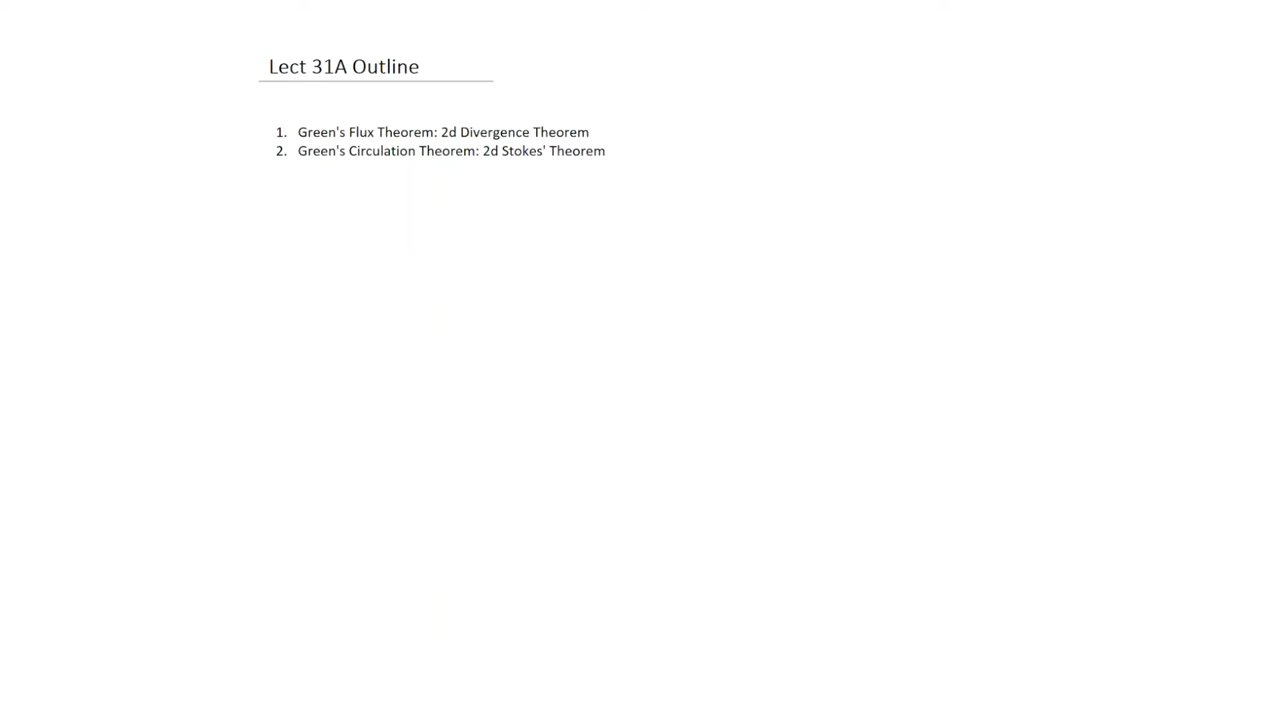 Lect 31A Outline
1. Green's Flux Theorem: 2d Divergence Theorem
2. Green's Circulation Theorem: 2d Stokes' Theorem